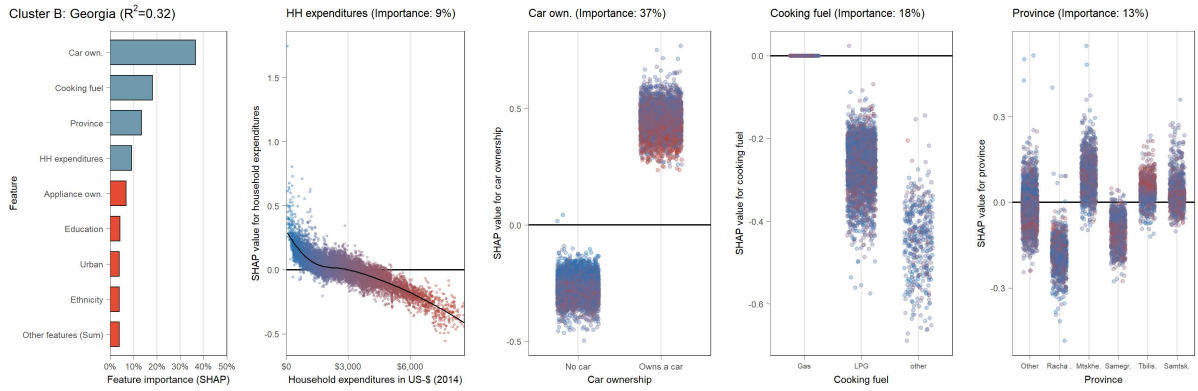 Cluster B: Georgia (R²=0.32)
Feature
Car own.
Cooking fuel
Province
HH expenditures
Appliance own.
Education
Urban
Ethnicity
Other features (Sum)
0% 10% 20% 30% 40% 50%
Feature importance (SHAP)
HH expenditures (Importance: 9%)
SHAP value for household expenditures
1.5
1.0
0.5
0.0
-0.5
$0 $3,000 $6,000
Household expenditures in US-$ (2014)
Car own. (Importance: 37%)
SHAP value for car ownership
0.5
0.0
-0.5
No car Owns a car
Car ownership
Cooking fuel (Importance: 18%)
SHAP value for cooking fuel
0.0
-0.2
-0.4
-0.6
Gas LPG other
Cooking fuel
Province (Importance: 13%)
SHAP value for province
0.3
0.0
-0.3
Other Racha . Mtskhe. Samegr. Tbilis. Samtsk.
Province